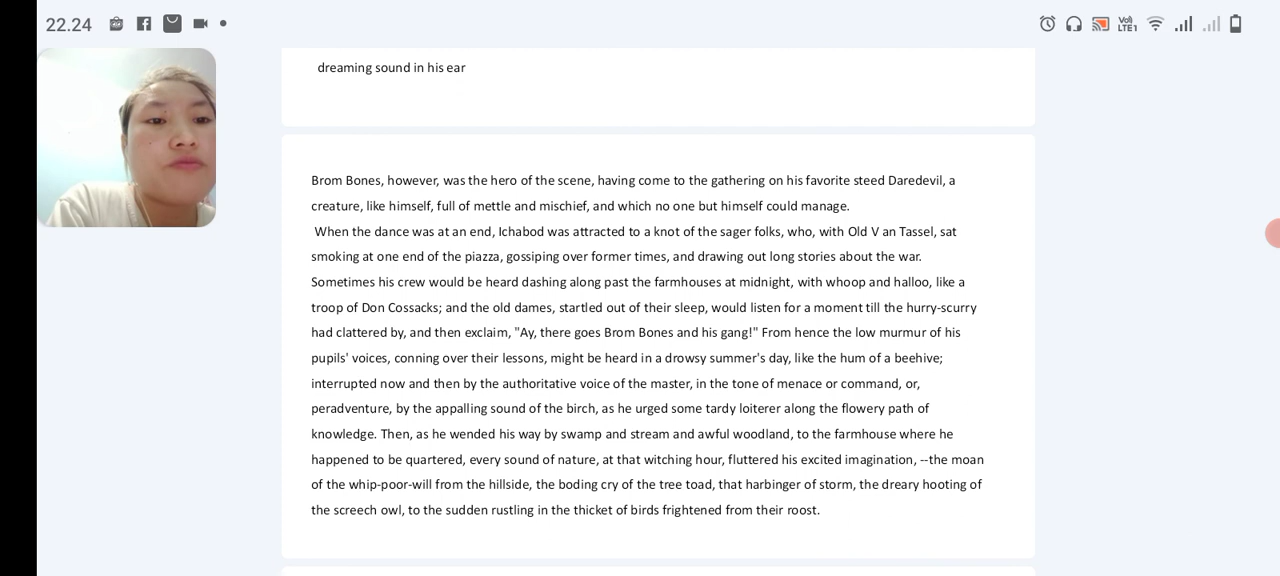 22.24
VoLTE1
dreaming sound in his ear
Brom Bones, however, was the hero of the scene, having come to the gathering on his favorite steed Daredevil, a
creature, like himself, full of mettle and mischief, and which no one but himself could manage.
When the dance was at an end, Ichabod was attracted to a knot of the sager folks, who, with Old V an Tassel, sat
smoking at one end of the piazza, gossiping over former times, and drawing out long stories about the war.
Sometimes his crew would be heard dashing along past the farmhouses at midnight, with whoop and halloo, like a
troop of Don Cossacks; and the old dames, startled out of their sleep, would listen for a moment till the hurry-scurry
had clattered by, and then exclaim, "Ay, there goes Brom Bones and his gang!" From hence the low murmur of his
pupils' voices, conning over their lessons, might be heard in a drowsy summer's day, like the hum of a beehive;
interrupted now and then by the authoritative voice of the master, in the tone of menace or command, or,
peradventure, by the appalling sound of the birch, as he urged some tardy loiterer along the flowery path of
knowledge. Then, as he wended his way by swamp and stream and awful woodland, to the farmhouse where he
happened to be quartered, every sound of nature, at that witching hour, fluttered his excited imagination, --the moan
of the whip-poor-will from the hillside, the boding cry of the tree toad, that harbinger of storm, the dreary hooting of
the screech owl, to the sudden rustling in the thicket of birds frightened from their roost.